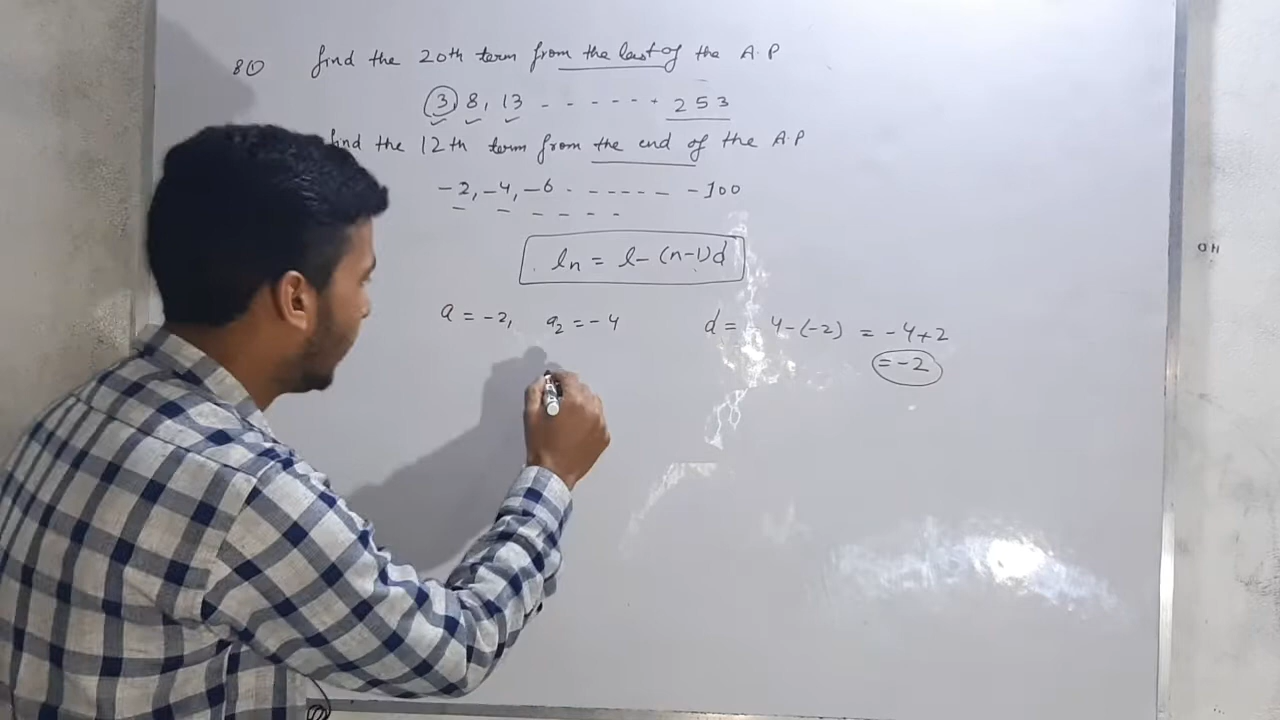 8① find the 20th term from the last of the A.P
3, 8, 13 - - - - - - 253
find the 12th term from the end of the A.P
-2, -4, -6 - - - - - - -100
ln = l-(n-1)d
a = -2, a2 = -4 d = -4-(-2) = -4+2
= -2